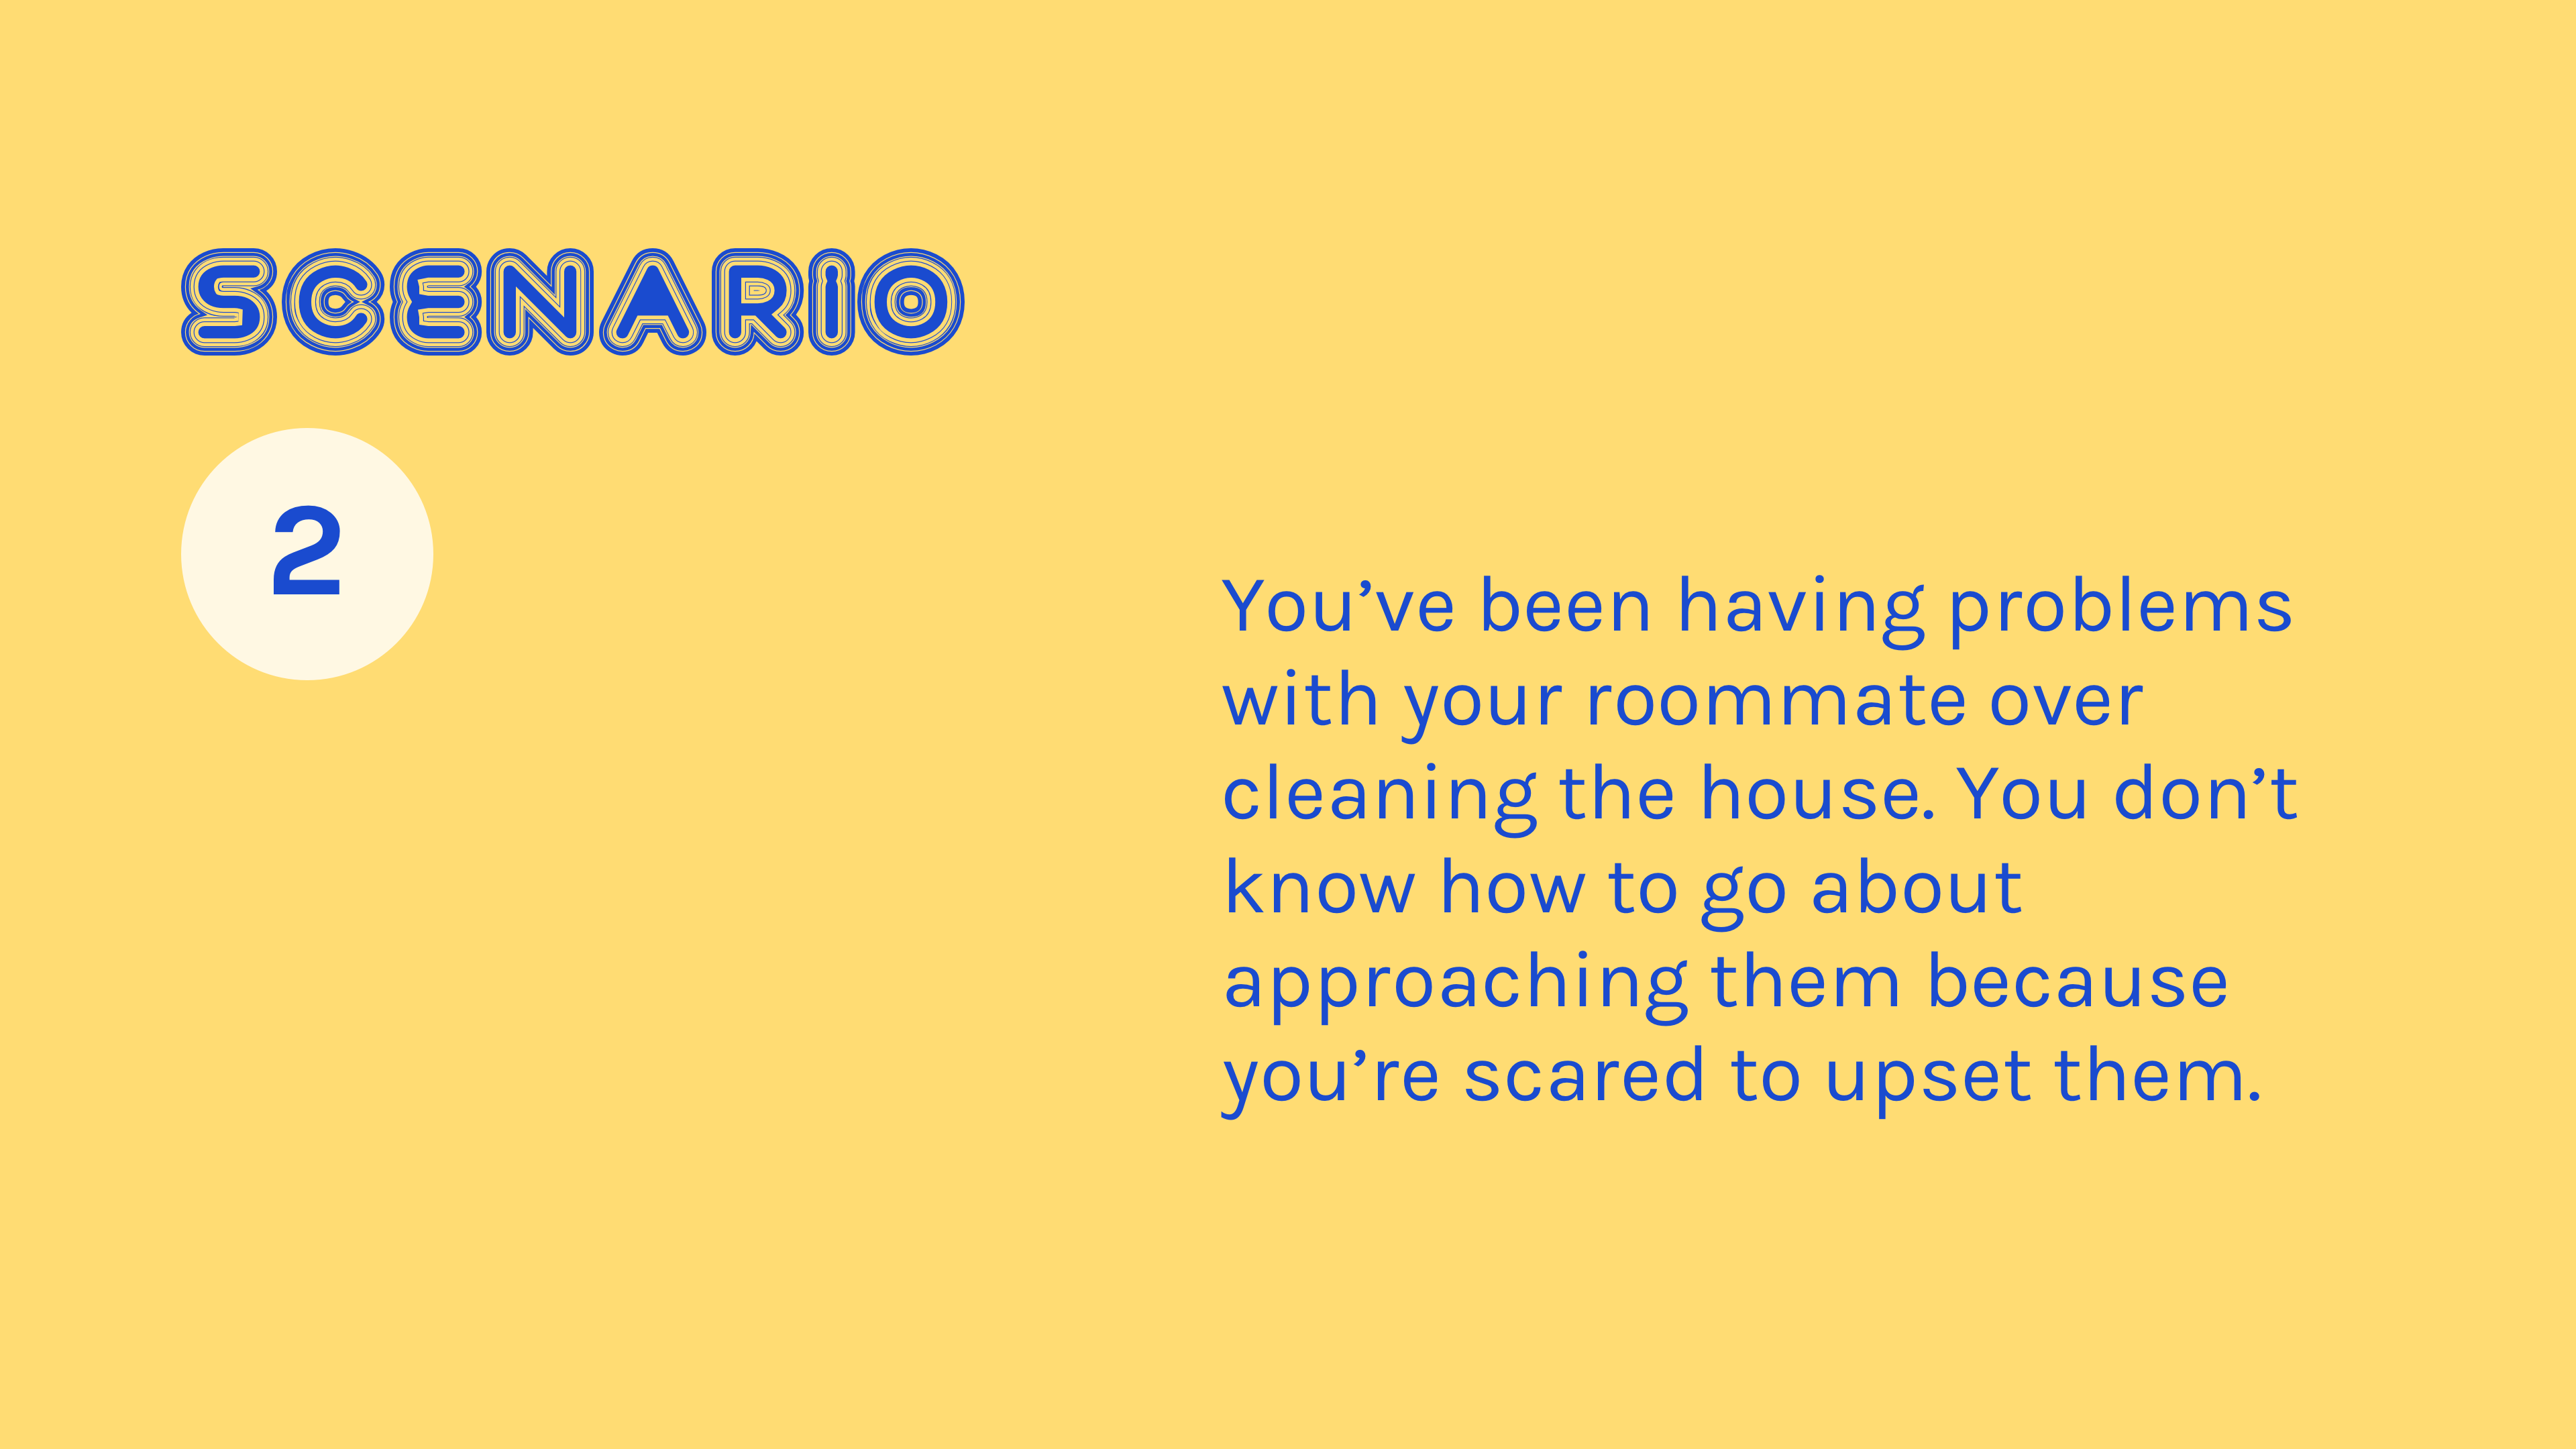 SCENARIO
2
You’ve been having problems
with your roommate over
cleaning the house. You don’t
know how to go about
approaching them because
you’re scared to upset them.